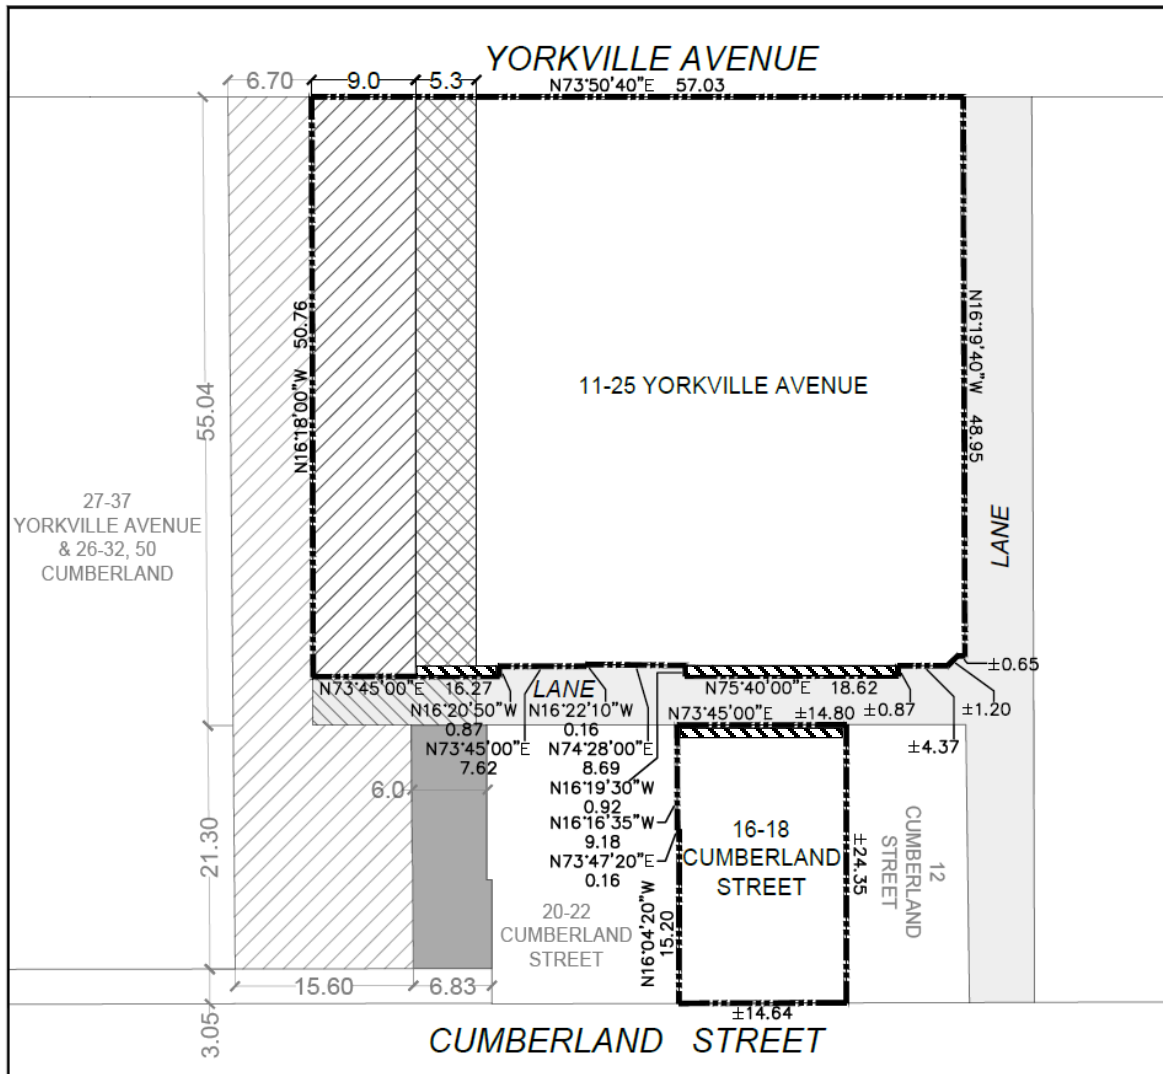 YORKVILLE AVENUE
6.70
9.0
5.3
N73°50'40"E 57.03
N16°18'00"W 50.76
55.04
11-25 YORKVILLE AVENUE
N16°19'40"W 48.95
27-37
YORKVILLE AVENUE
& 26-32, 50
CUMBERLAND
LANE
±0.65
N73°45'00"E 16.27
LANE
N75°40'00"E 18.62
N16°20'50"W
0.87
N16°22'10"W
0.16
N73°45'00"E
±14.80
±0.87
±1.20
±4.37
N73°45'00"E
7.62
N74°28'00"E
8.69
6.0
N16°19'30"W
0.92
N16°16'35"W
9.18
N73°47'20"E
0.16
16-18
CUMBERLAND
STREET
±24.35
12
CUMBERLAND
STREET
21.30
20-22
CUMBERLAND
STREET
N16°04'20"W
15.20
15.60
6.83
±14.64
3.05
CUMBERLAND STREET